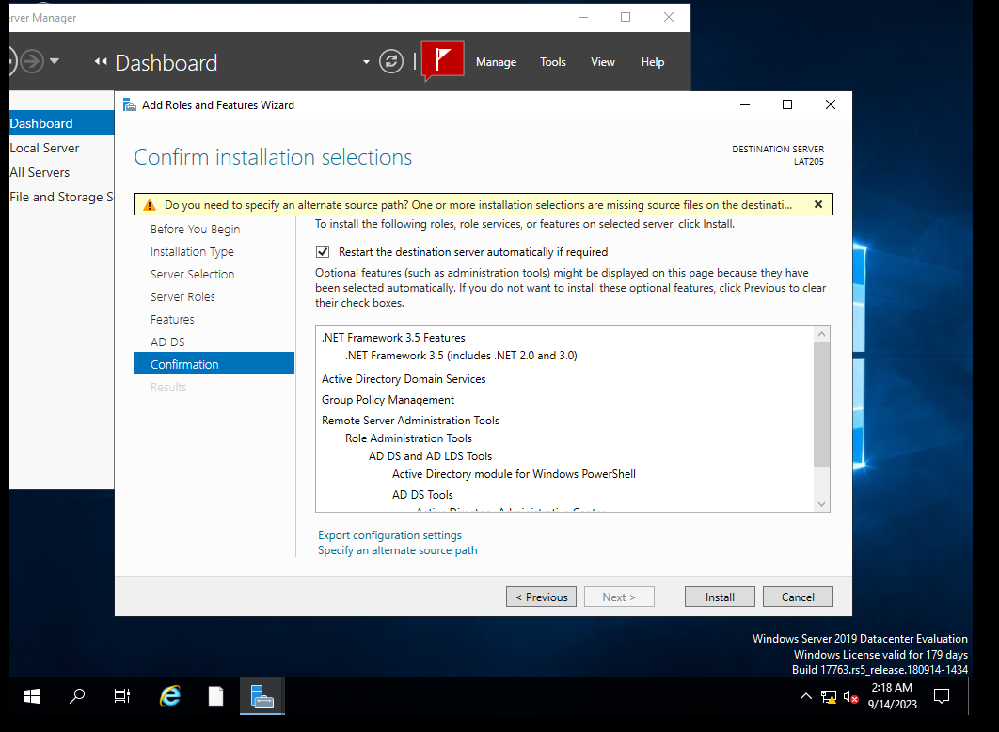 erver Manager
Dashboard
Manage Tools View Help
Dashboard
Local Server
All Servers
File and Storage S
Add Roles and Features Wizard
Confirm installation selections
DESTINATION SERVER
LAT205
Do you need to specify an alternate source path? One or more installation selections are missing source files on the destinati...
Before You Begin
Installation Type
Server Selection
Server Roles
Features
AD DS
Confirmation
Results
To install the following roles, role services, or features on selected server, click Install.
Restart the destination server automatically if required
Optional features (such as administration tools) might be displayed on this page because they have
been selected automatically. If you do not want to install these optional features, click Previous to clear
their check boxes.
.NET Framework 3.5 Features
.NET Framework 3.5 (includes .NET 2.0 and 3.0)
Active Directory Domain Services
Group Policy Management
Remote Server Administration Tools
Role Administration Tools
AD DS and AD LDS Tools
Active Directory module for Windows PowerShell
AD DS Tools
Active Directory Administrative Center
Export configuration settings
Specify an alternate source path
< Previous Next > Install Cancel
Windows Server 2019 Datacenter Evaluation
Windows License valid for 179 days
Build 17763.rs5_release.180914-1434
2:18 AM
9/14/2023